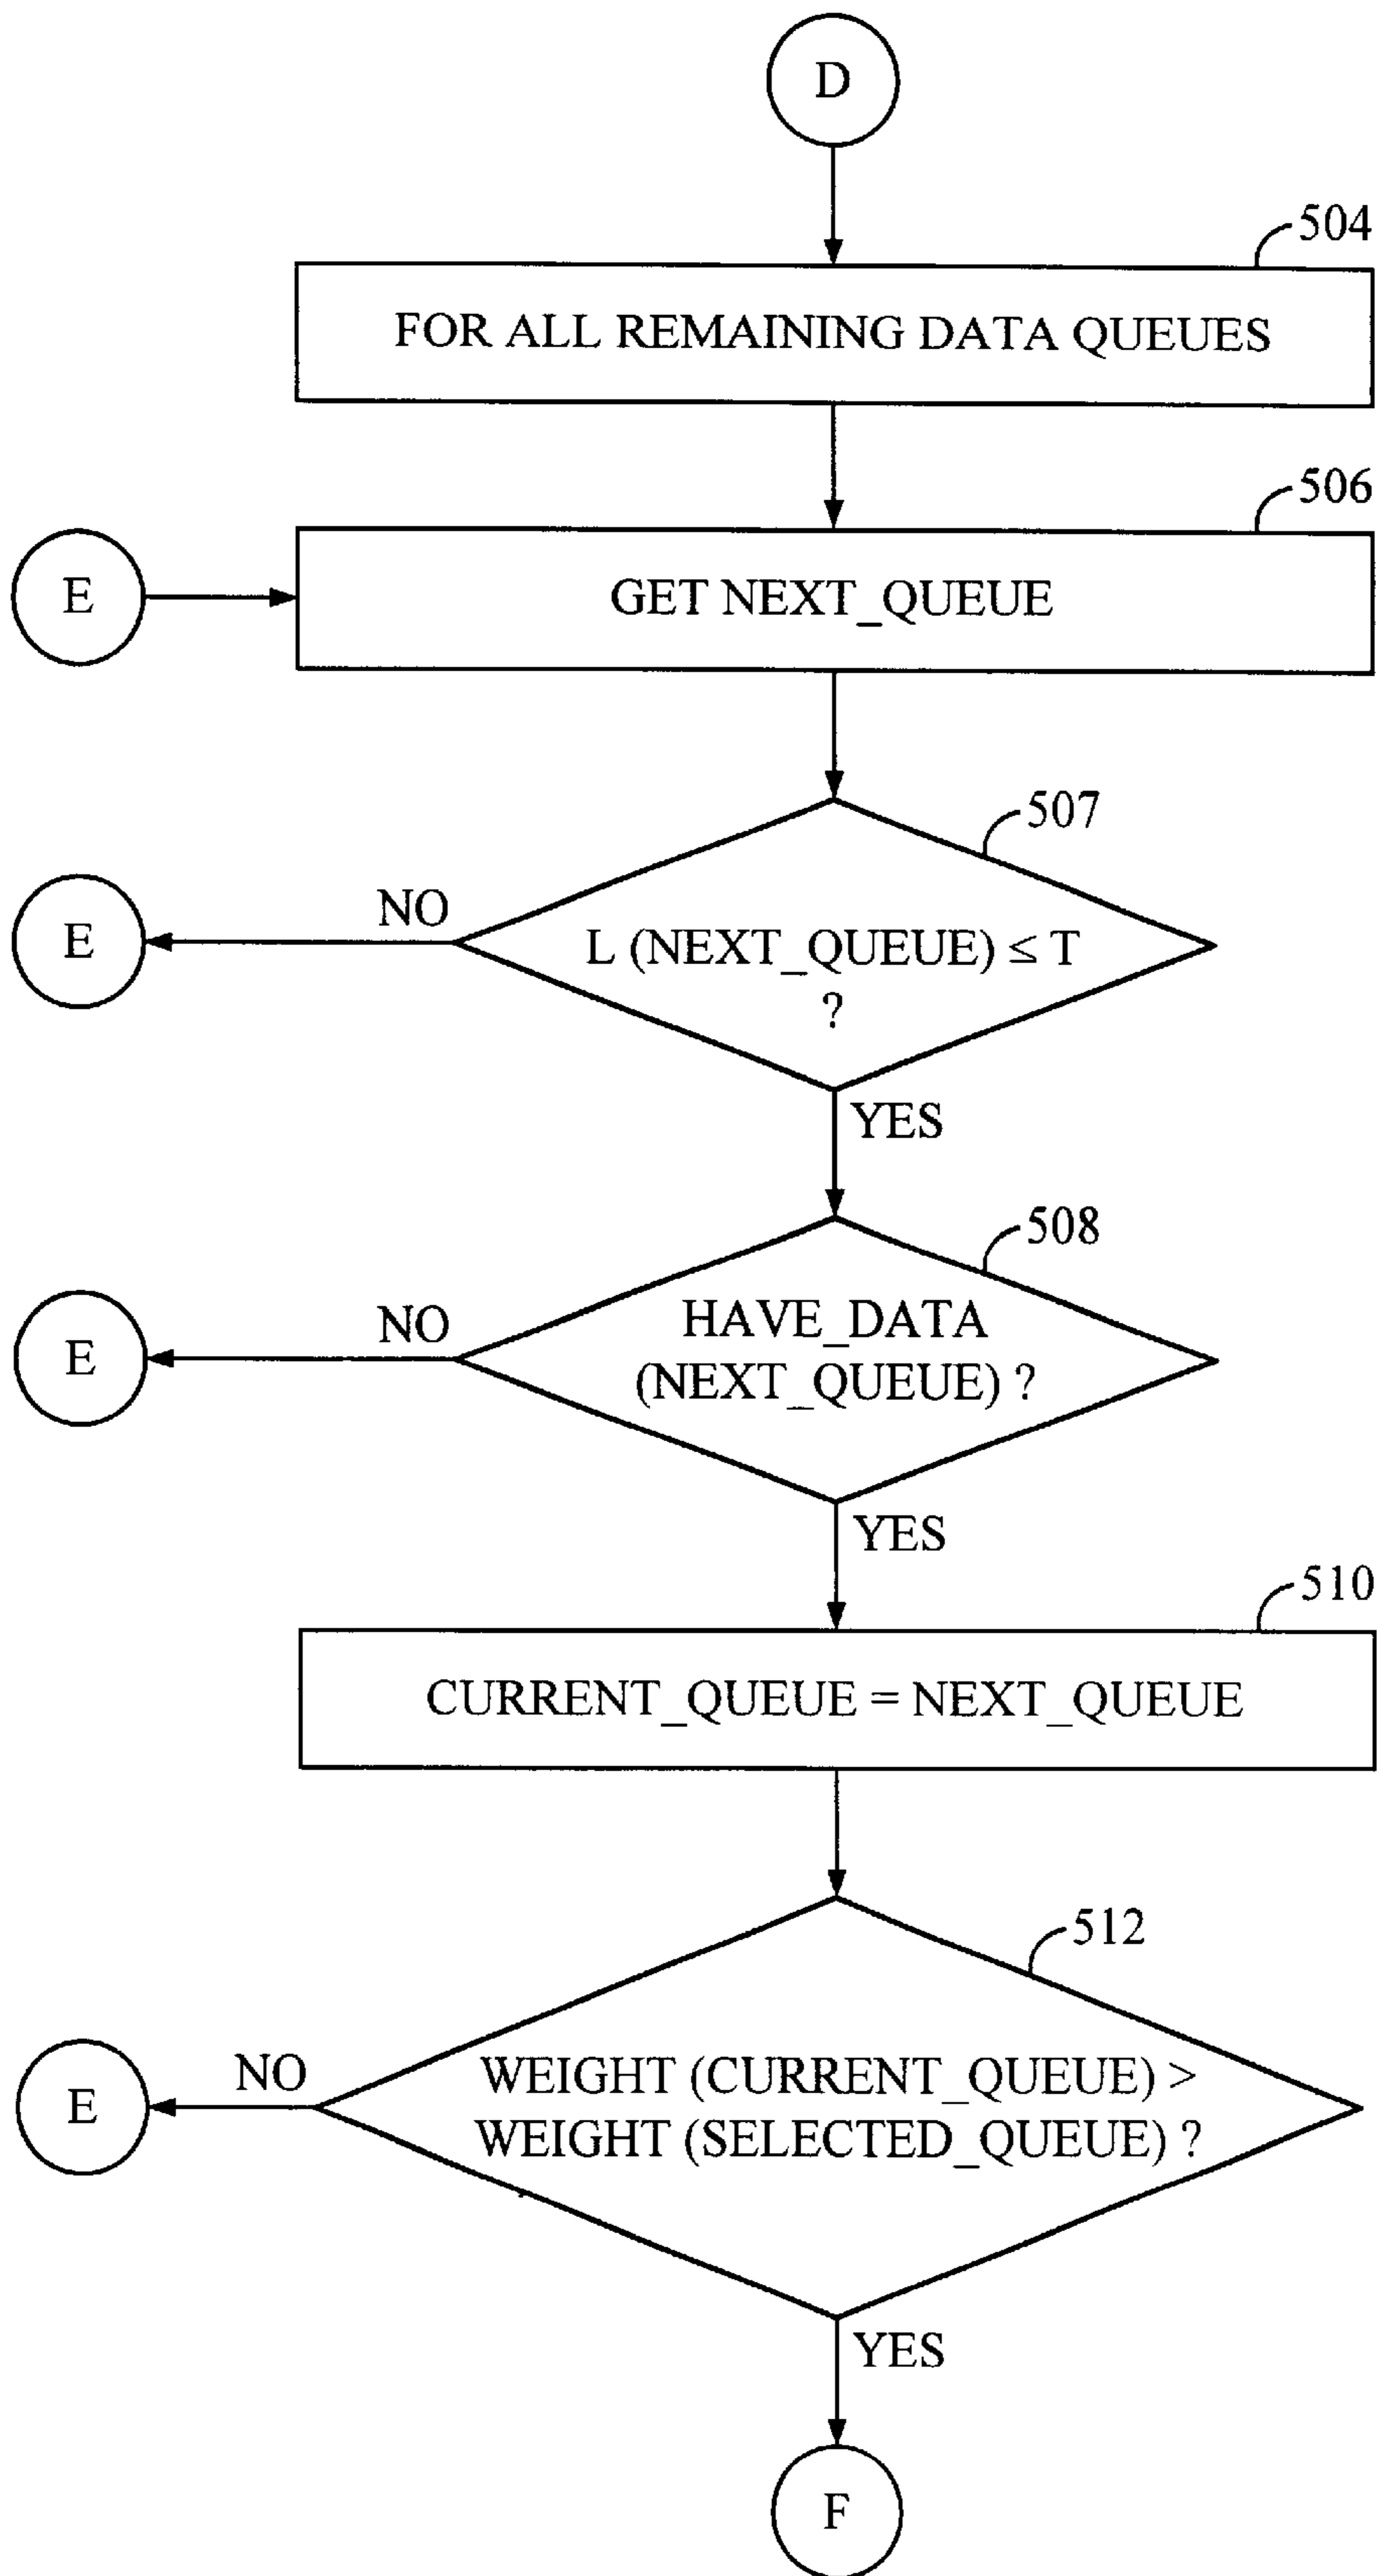 D
504
FOR ALL REMAINING DATA QUEUES
506
E
GET NEXT_QUEUE
507
NO
E
L (NEXT_QUEUE) ≤ T
?
YES
508
NO
E
HAVE_DATA
(NEXT_QUEUE) ?
YES
510
CURRENT_QUEUE = NEXT_QUEUE
512
NO
E
WEIGHT (CURRENT_QUEUE) >
WEIGHT (SELECTED_QUEUE) ?
YES
F